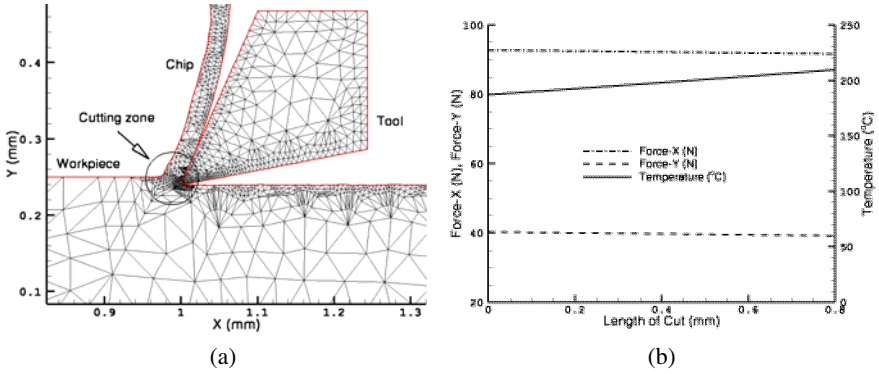 0.4
0.3
0.2
0.1
Y (mm)
Chip
Cutting zone
Workpiece
Tool
0.9
1
1.1
1.2
1.3
X (mm)
(a)
100
80
60
40
20
Force-X (N), Force-Y (N)
Force-X (N)
Force-Y (N)
Temperature (°C)
250
200
150
100
50
0
Temperature (°C)
0
0.2
0.4
0.6
0.8
Length of Cut (mm)
(b)